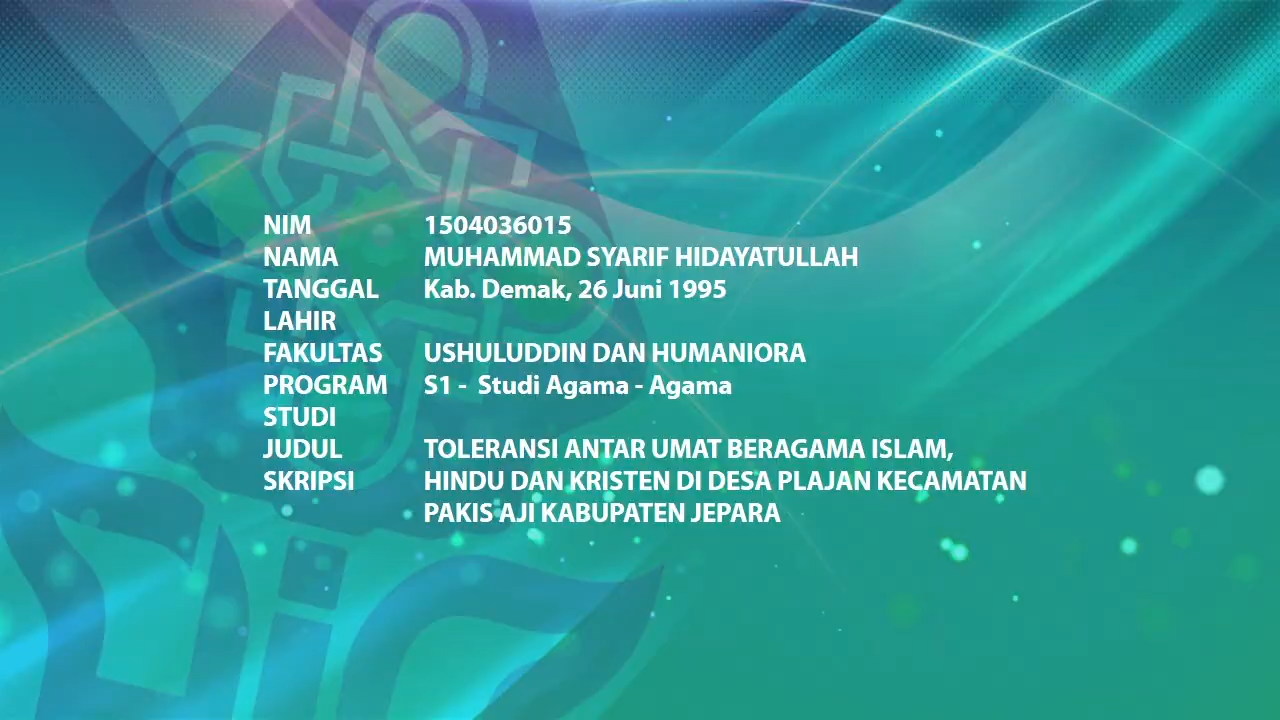 NIM 1504036015
NAMA MUHAMMAD SYARIF HIDAYATULLAH
TANGGAL Kab. Demak, 26 Juni 1995
LAHIR
FAKULTAS USHULUDDIN DAN HUMANIORA
PROGRAM S1 - Studi Agama - Agama
STUDI
JUDUL TOLERANSI ANTAR UMAT BERAGAMA ISLAM,
SKRIPSI HINDU DAN KRISTEN DI DESA PLAJAN KECAMATAN
PAKIS AJI KABUPATEN JEPARA